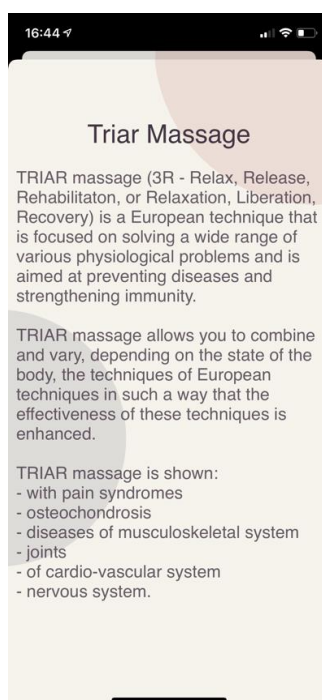 16:44
Triar Massage
TRIAR massage (3R - Relax, Release,
Rehabilitaton, or Relaxation, Liberation,
Recovery) is a European technique that
is focused on solving a wide range of
various physiological problems and is
aimed at preventing diseases and
strengthening immunity.
TRIAR massage allows you to combine
and vary, depending on the state of the
body, the techniques of European
techniques in such a way that the
effectiveness of these techniques is
enhanced.
TRIAR massage is shown:
- with pain syndromes
- osteochondrosis
- diseases of musculoskeletal system
- joints
- of cardio-vascular system
- nervous system.